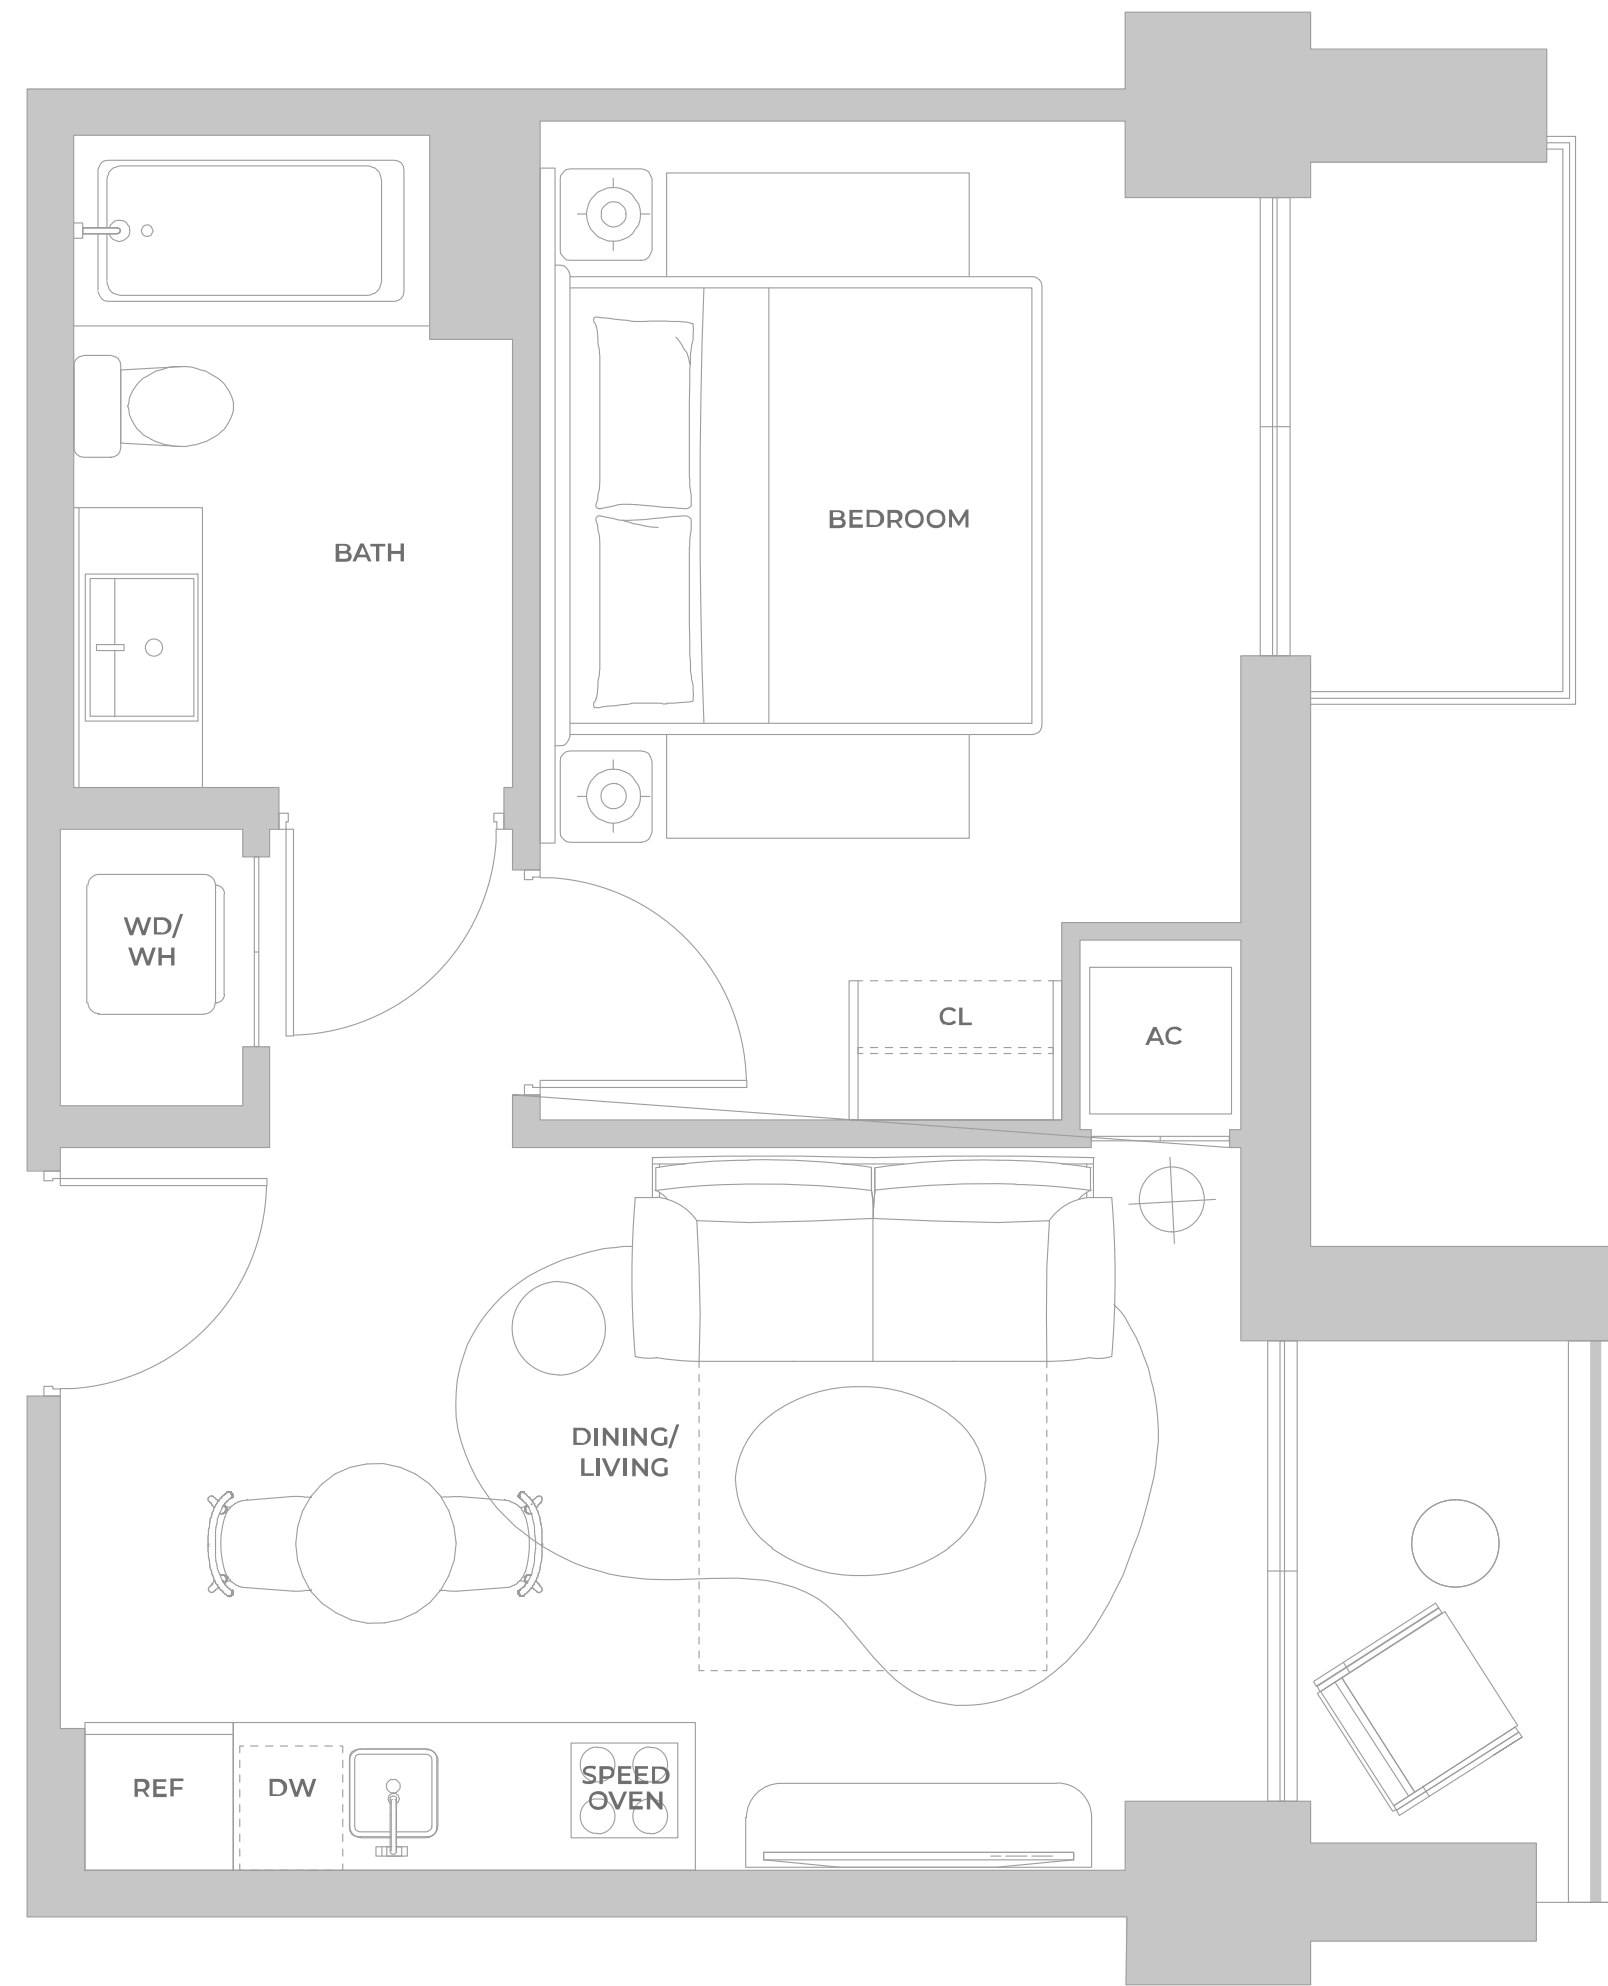 BEDROOM
BATH
WD/
WH
CL
AC
DINING/
LIVING
REF
DW
SPEED
OVEN